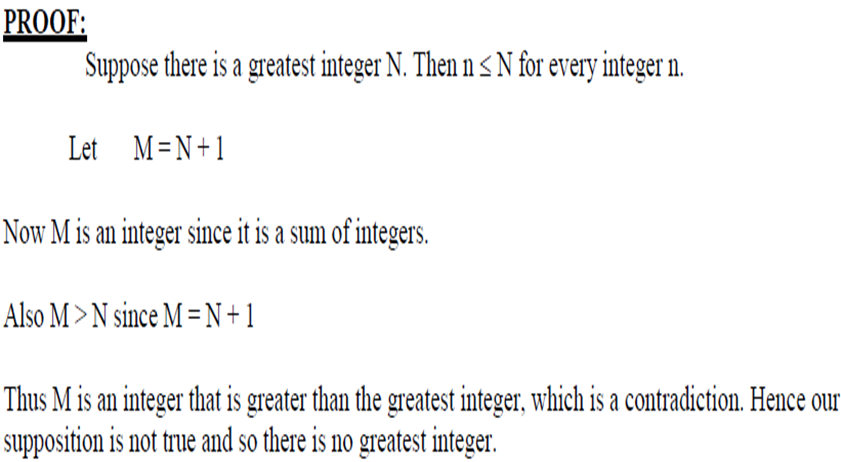 PROOF:
Suppose there is a greatest integer N. Then n ≤ N for every integer n.
Let M = N + 1
Now M is an integer since it is a sum of integers.
Also M > N since M = N + 1
Thus M is an integer that is greater than the greatest integer, which is a contradiction. Hence our
supposition is not true and so there is no greatest integer.